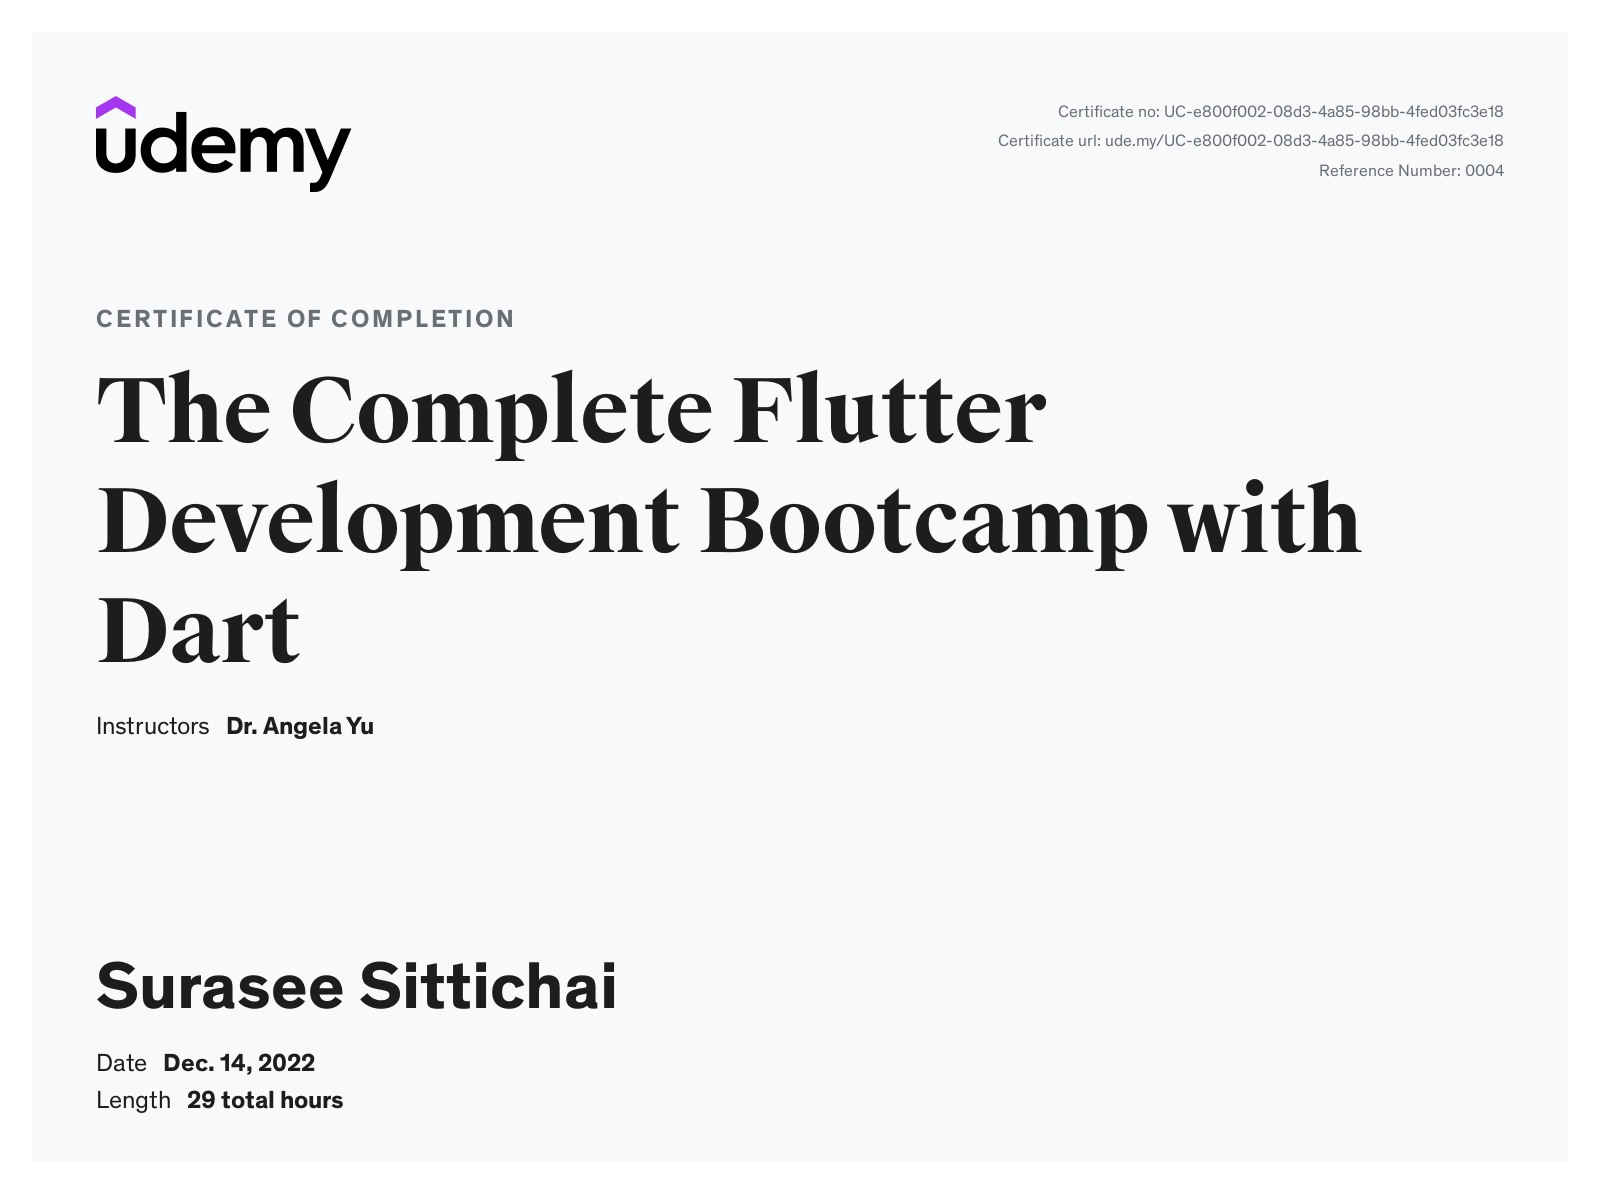 udemy
Certificate no: UC-e800f002-08d3-4a85-98bb-4fed03fc3e18
Certificate url: ude.my/UC-e800f002-08d3-4a85-98bb-4fed03fc3e18
Reference Number: 0004
CERTIFICATE OF COMPLETION
The Complete Flutter
Development Bootcamp with
Dart
Instructors Dr. Angela Yu
Surasee Sittichai
Date Dec. 14, 2022
Length 29 total hours